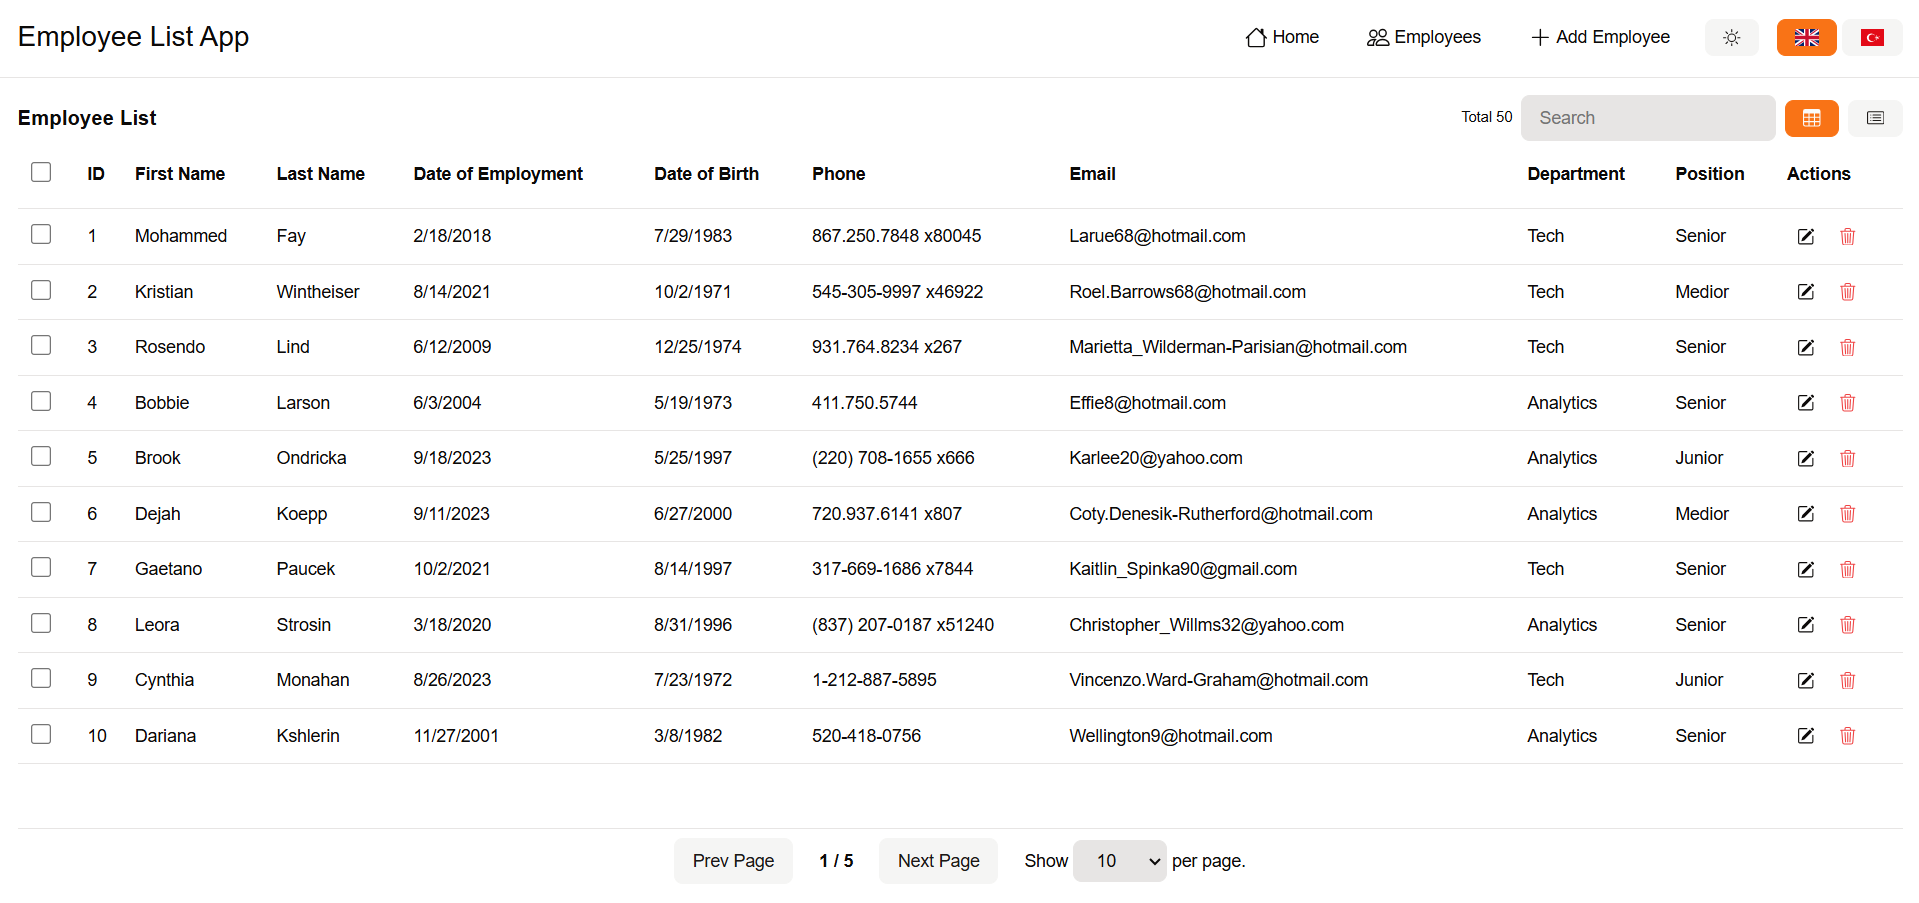 Employee List App Home Employees Add Employee
Employee List Total 50 Search
ID First Name Last Name Date of Employment Date of Birth Phone Email Department Position Actions
1 Mohammed Fay 2/18/2018 7/29/1983 867.250.7848 x80045 Larue68@hotmail.com Tech Senior
2 Kristian Wintheiser 8/14/2021 10/2/1971 545-305-9997 x46922 Roel.Barrows68@hotmail.com Tech Medior
3 Rosendo Lind 6/12/2009 12/25/1974 931.764.8234 x267 Marietta_Wilderman-Parisian@hotmail.com Tech Senior
4 Bobbie Larson 6/3/2004 5/19/1973 411.750.5744 Effie8@hotmail.com Analytics Senior
5 Brook Ondricka 9/18/2023 5/25/1997 (220) 708-1655 x666 Karlee20@yahoo.com Analytics Junior
6 Dejah Koepp 9/11/2023 6/27/2000 720.937.6141 x807 Coty.Denesik-Rutherford@hotmail.com Analytics Medior
7 Gaetano Paucek 10/2/2021 8/14/1997 317-669-1686 x7844 Kaitlin_Spinka90@gmail.com Tech Senior
8 Leora Strosin 3/18/2020 8/31/1996 (837) 207-0187 x51240 Christopher_Willms32@yahoo.com Analytics Senior
9 Cynthia Monahan 8/26/2023 7/23/1972 1-212-887-5895 Vincenzo.Ward-Graham@hotmail.com Tech Junior
10 Dariana Kshlerin 11/27/2001 3/8/1982 520-418-0756 Wellington9@hotmail.com Analytics Senior
Prev Page 1 / 5 Next Page Show 10 per page.